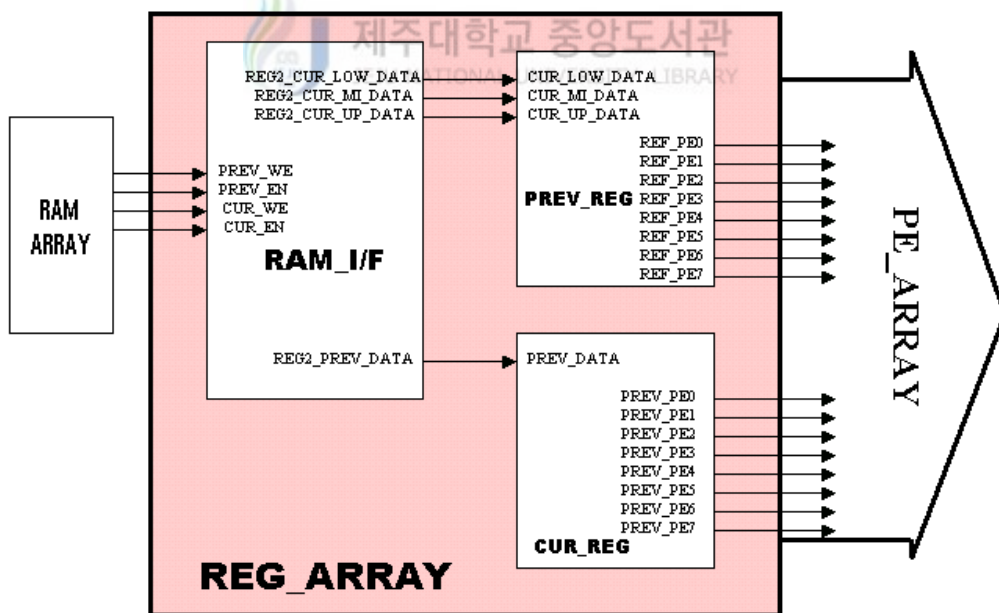 제주대학교 중앙도서관
REG2_CUR_LOW_DATA
REG2_CUR_MI_DATA
REG2_CUR_UP_DATA
CUR_LOW_DATA
CUR_MI_DATA
CUR_UP_DATA
REF_PE0
REF_PE1
REF_PE2
REF_PE3
REF_PE4
REF_PE5
REF_PE6
REF_PE7
PREV_REG
RAM
ARRAY
PREV_WE
PREV_EN
CUR_WE
CUR_EN
RAM_I/F
REG2_PREV_DATA
PREV_DATA
PREV_PE0
PREV_PE1
PREV_PE2
PREV_PE3
PREV_PE4
PREV_PE5
PREV_PE6
PREV_PE7
CUR_REG
PE_ARRAY
REG_ARRAY